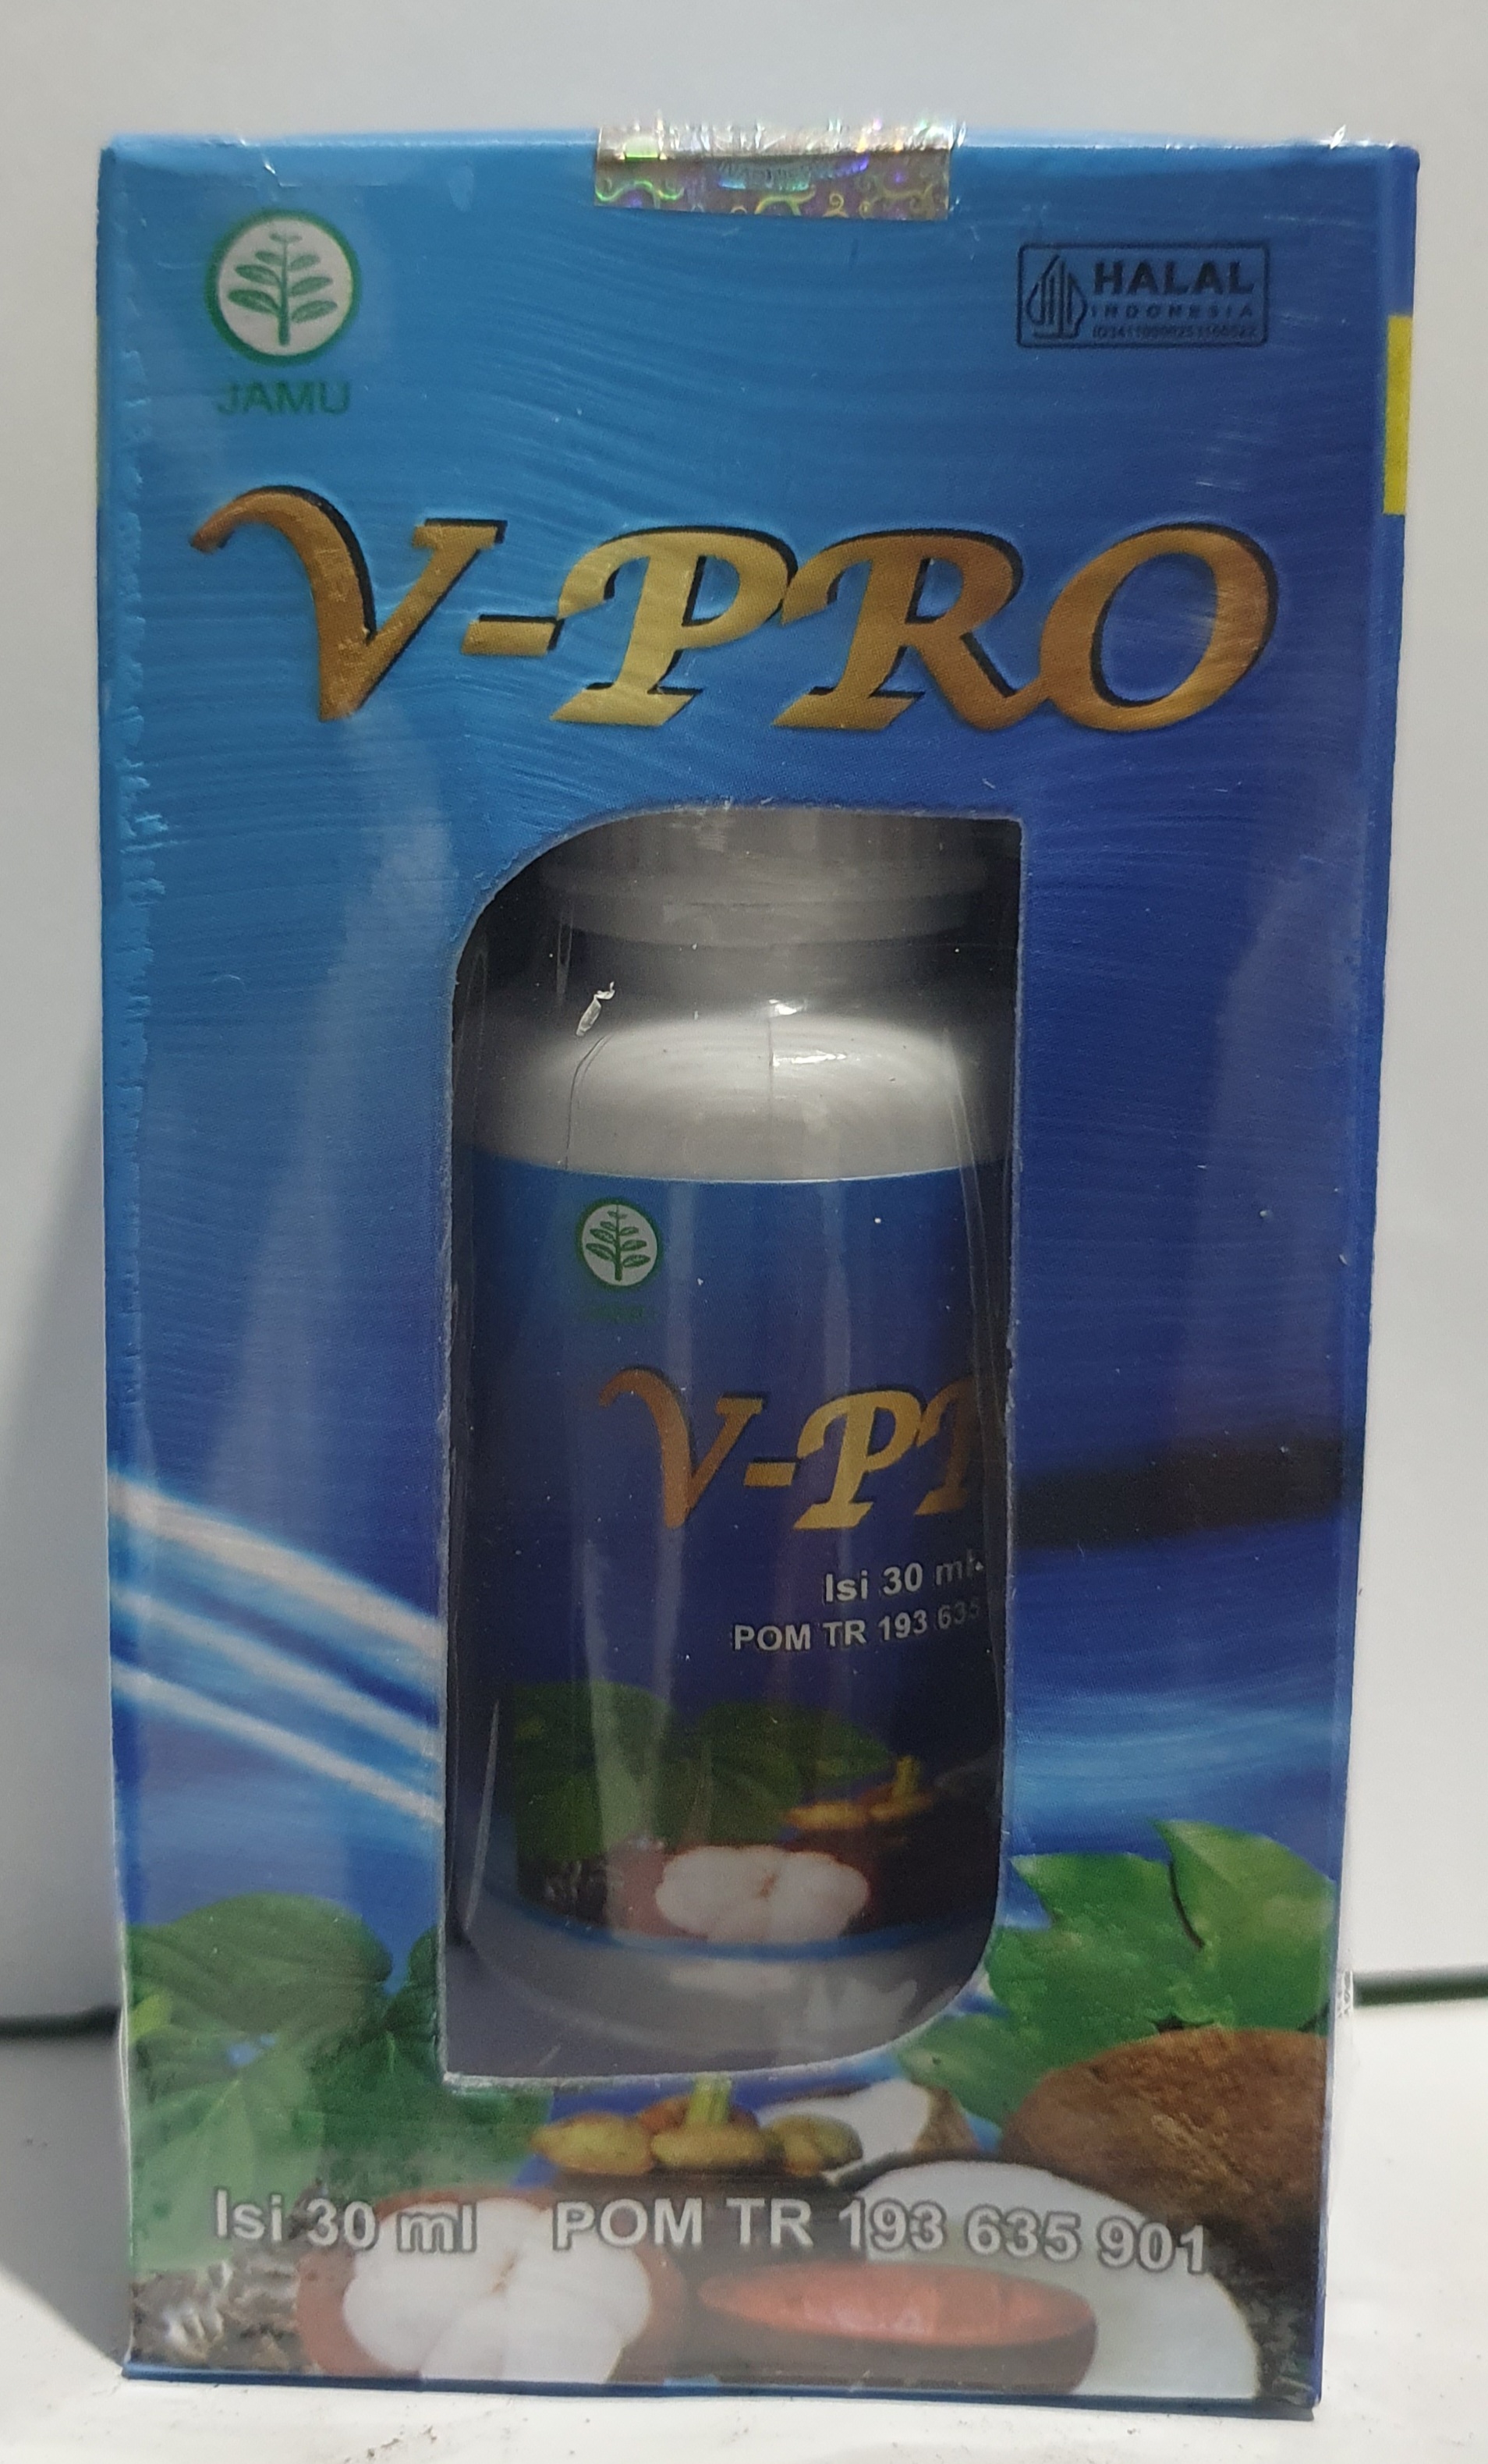 JAMU
HALAL
INDONESIA
V-PRO
V-P
Isi 30 ml
POM TR 193 635
Isi 30 ml POM TR 193 635 901